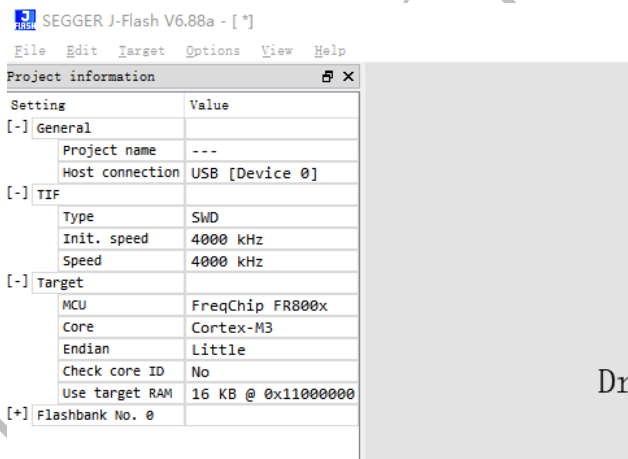 SEGGER J-Flash V6.88a - [ *]
File Edit Target Options View Help
Project information
Setting Value
[-] General
Project name ---
Host connection USB [Device 0]
[-] TIF
Type SWD
Init. speed 4000 kHz
Speed 4000 kHz
[-] Target
MCU FreqChip FR800x
Core Cortex-M3
Endian Little
Check core ID No
Use target RAM 16 KB @ 0x11000000
[+] Flashbank No. 0
Dr